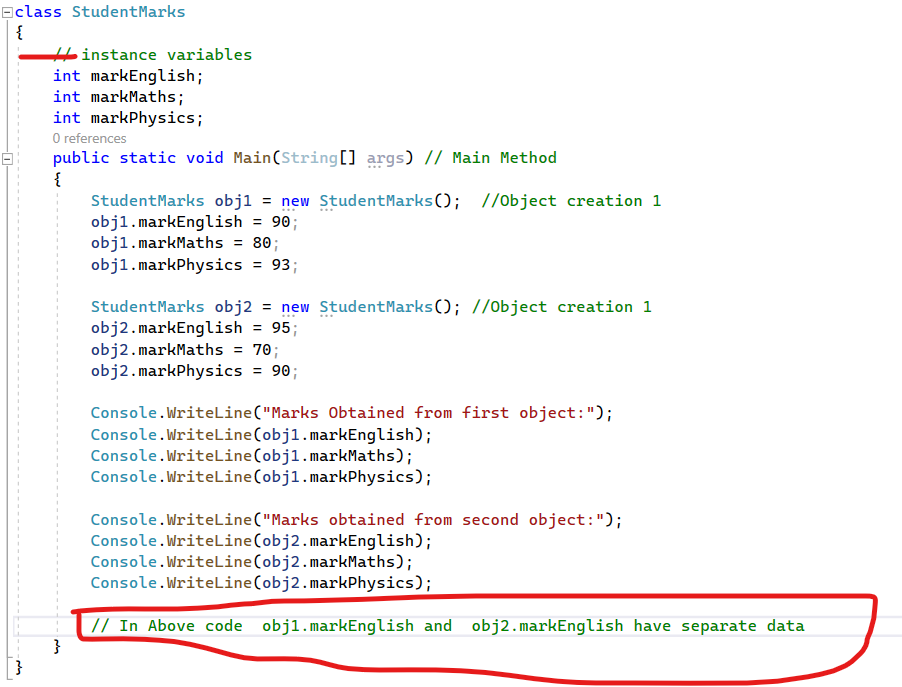 class StudentMarks
{
// instance variables
int markEnglish;
int markMaths;
int markPhysics;
0 references
public static void Main(String[] args) // Main Method
{
StudentMarks obj1 = new StudentMarks();  //Object creation 1
obj1.markEnglish = 90;
obj1.markMaths = 80;
obj1.markPhysics = 93;
StudentMarks obj2 = new StudentMarks(); //Object creation 1
obj2.markEnglish = 95;
obj2.markMaths = 70;
obj2.markPhysics = 90;
Console.WriteLine("Marks Obtained from first object:");
Console.WriteLine(obj1.markEnglish);
Console.WriteLine(obj1.markMaths);
Console.WriteLine(obj1.markPhysics);
Console.WriteLine("Marks obtained from second object:");
Console.WriteLine(obj2.markEnglish);
Console.WriteLine(obj2.markMaths);
Console.WriteLine(obj2.markPhysics);
// In Above code  obj1.markEnglish and  obj2.markEnglish have separate data
}
}